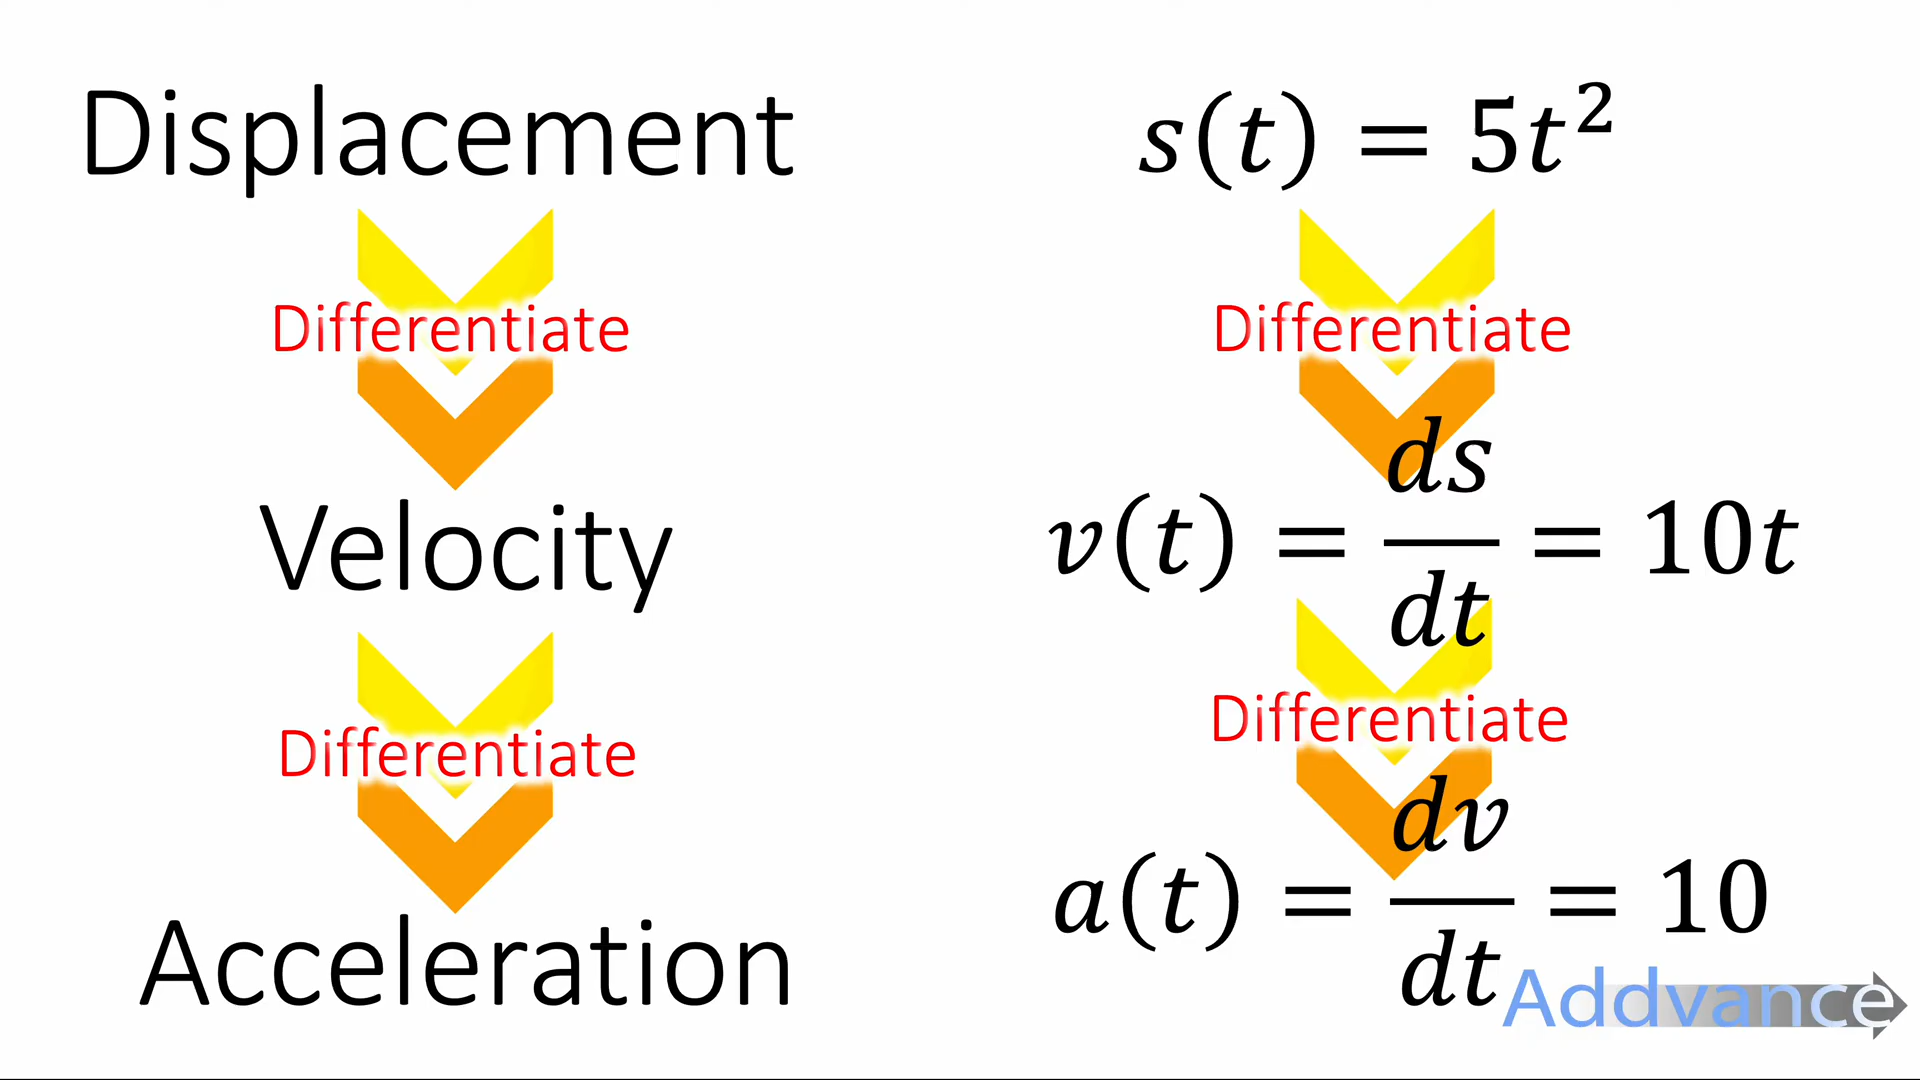 Displacement
Differentiate
Velocity
Differentiate
Acceleration
s(t) = 5t²
Differentiate
v(t) = ds/dt = 10t
Differentiate
a(t) = dv/dt = 10
Addvance